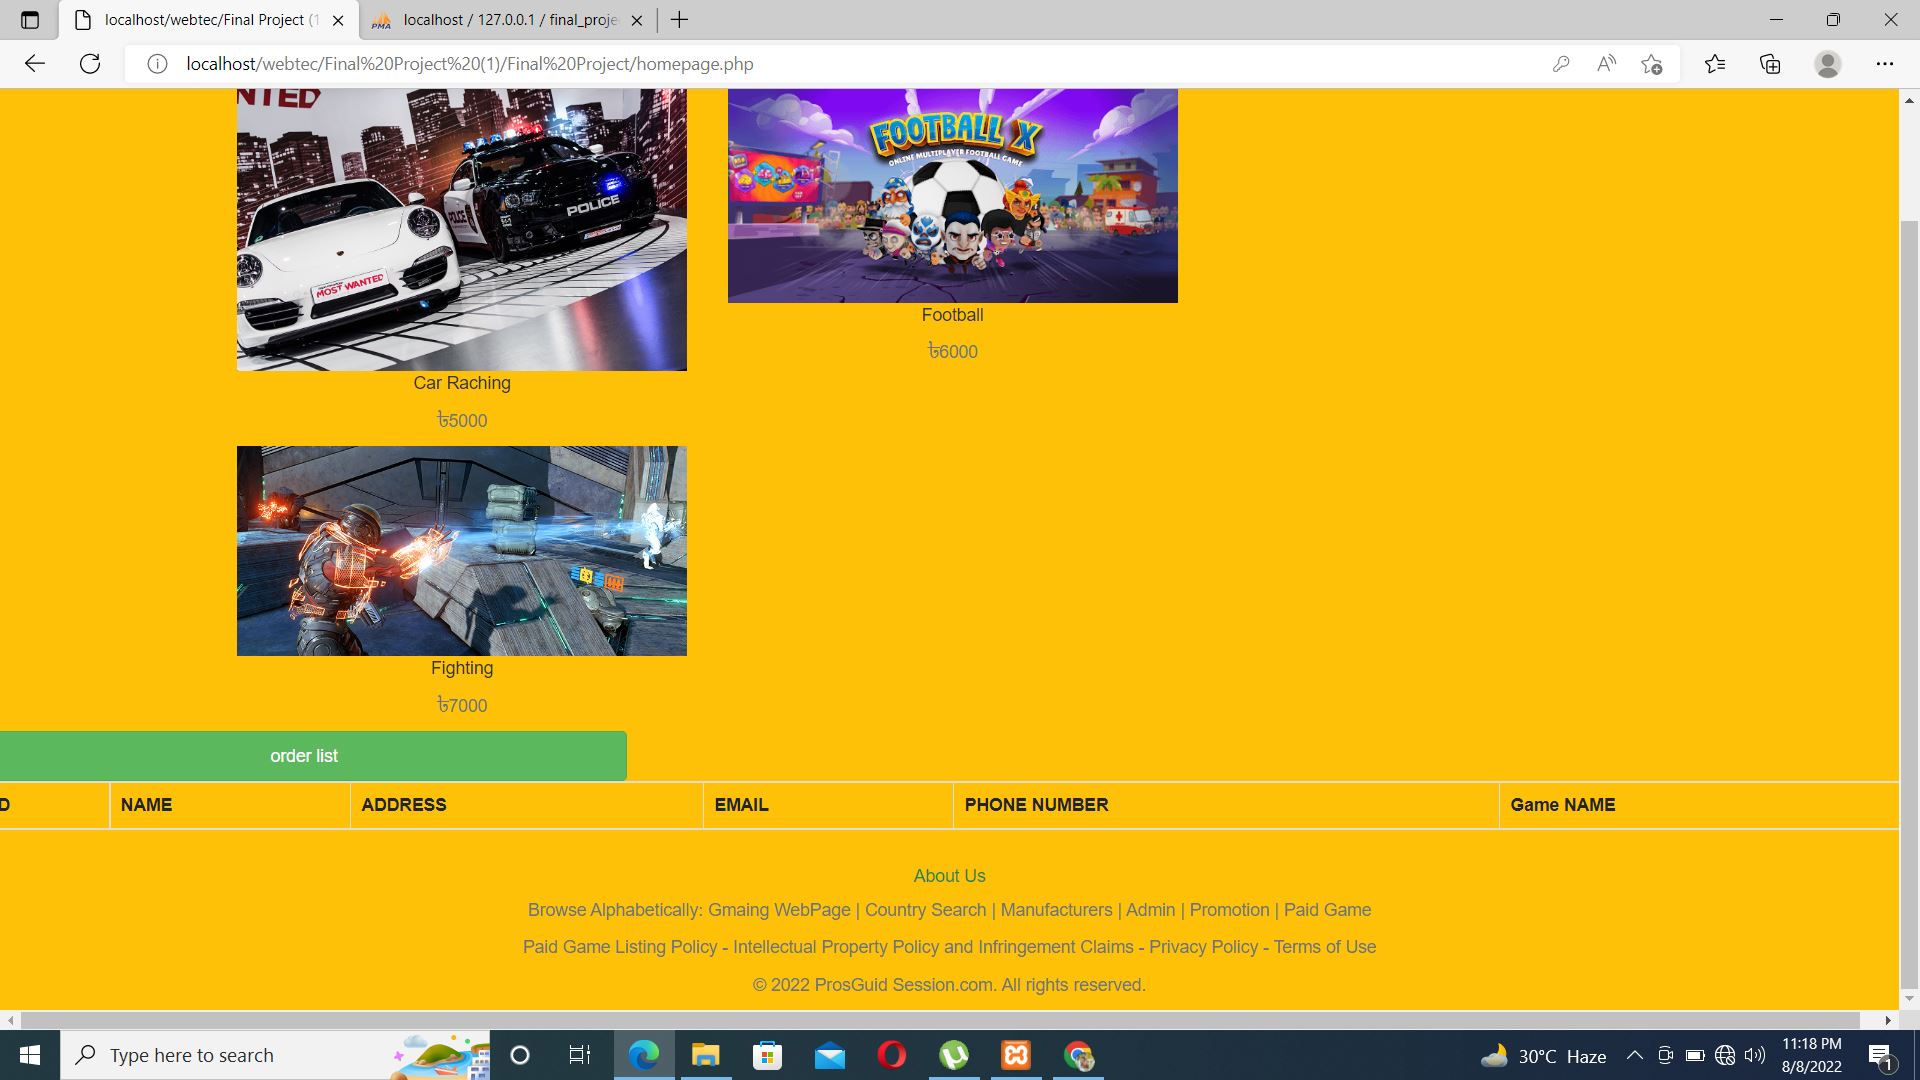 localhost/webtec/Final Project (1
localhost / 127.0.0.1 / final_proje
localhost/webtec/Final%20Project%20(1)/Final%20Project/homepage.php
NTED
POLICE
POLICE
MOST WANTED
FOOTBALL X
ONLINE MULTIPLAYER FOOTBALL GAME
Football
৳6000
Car Raching
৳5000
Fighting
৳7000
order list
D NAME ADDRESS EMAIL PHONE NUMBER Game NAME
About Us
Browse Alphabetically: Gmaing WebPage | Country Search | Manufacturers | Admin | Promotion | Paid Game
Paid Game Listing Policy - Intellectual Property Policy and Infringement Claims - Privacy Policy - Terms of Use
© 2022 ProsGuid Session.com. All rights reserved.
Type here to search
30°C Haze
11:18 PM
8/8/2022
1